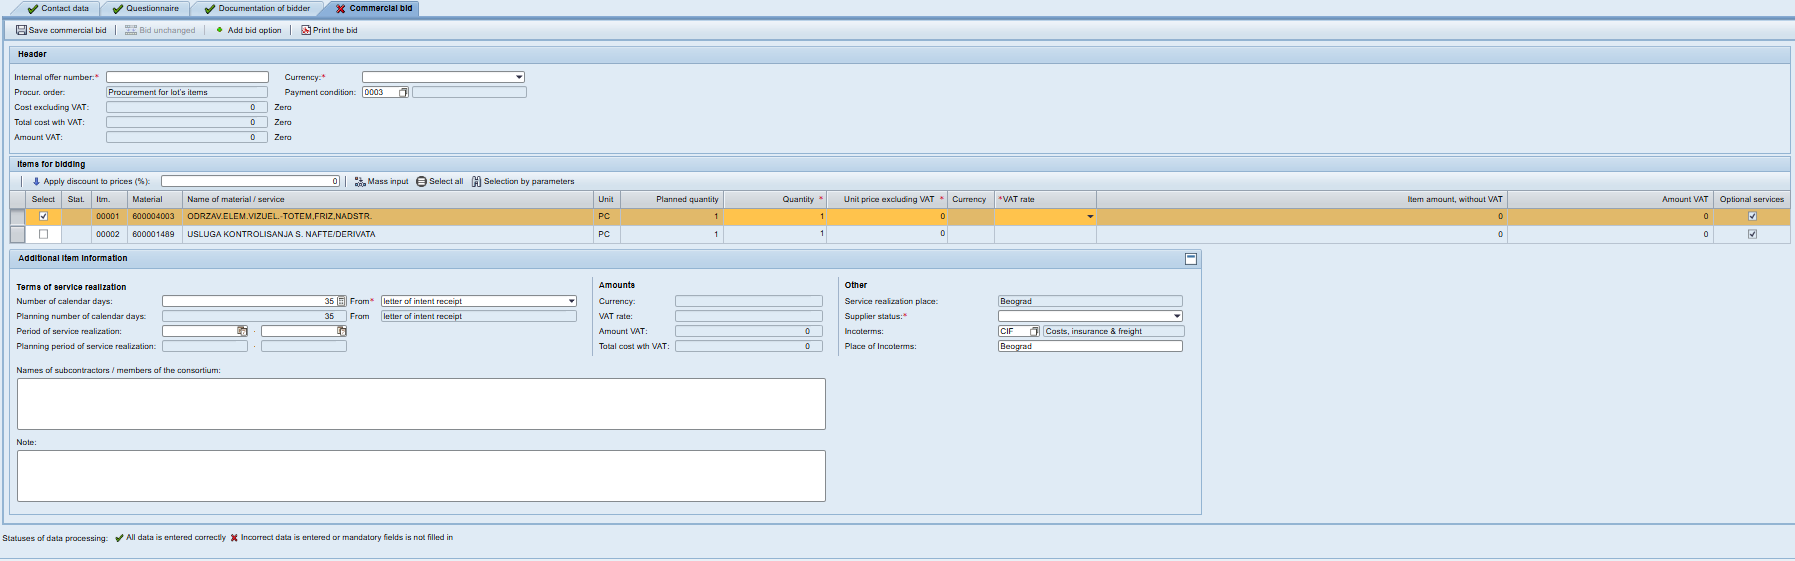 Contact data Questionnaire Documentation of bidder Commercial bid
Save commercial bid Bid unchanged Add bid option Print the bid
Header
Internal offer number:* Currency:*
Procur. order: Procurement for lot's items Payment condition: 0003
Cost excluding VAT: 0 Zero
Total cost wth VAT: 0 Zero
Amount VAT: 0 Zero
Items for bidding
Apply discount to prices (%): 0 Mass input Select all Selection by parameters
Select Stat. Itm. Material Name of material / service Unit Planned quantity Quantity * Unit price excluding VAT * Currency *VAT rate Item amount, without VAT Amount VAT Optional services
00001 600004003 ODRZAV.ELEM.VIZUEL.-TOTEM,FRIZ,NADSTR. PC 1 1 0 0 0
00002 600001489 USLUGA KONTROLISANJA S. NAFTE/DERIVATA PC 1 1 0 0 0
Additional item information
Terms of service realization Amounts Other
Number of calendar days: 35 From* letter of intent receipt Currency: Service realization place: Beograd
Planning number of calendar days: 35 From letter of intent receipt VAT rate: Supplier status:*
Period of service realization: - Amount VAT: 0 Incoterms: CIF Costs, insurance & freight
Planning period of service realization: - Total cost wth VAT: 0 Place of Incoterms: Beograd
Names of subcontractors / members of the consortium:
Note:
Statuses of data processing: All data is entered correctly Incorrect data is entered or mandatory fields is not filled in